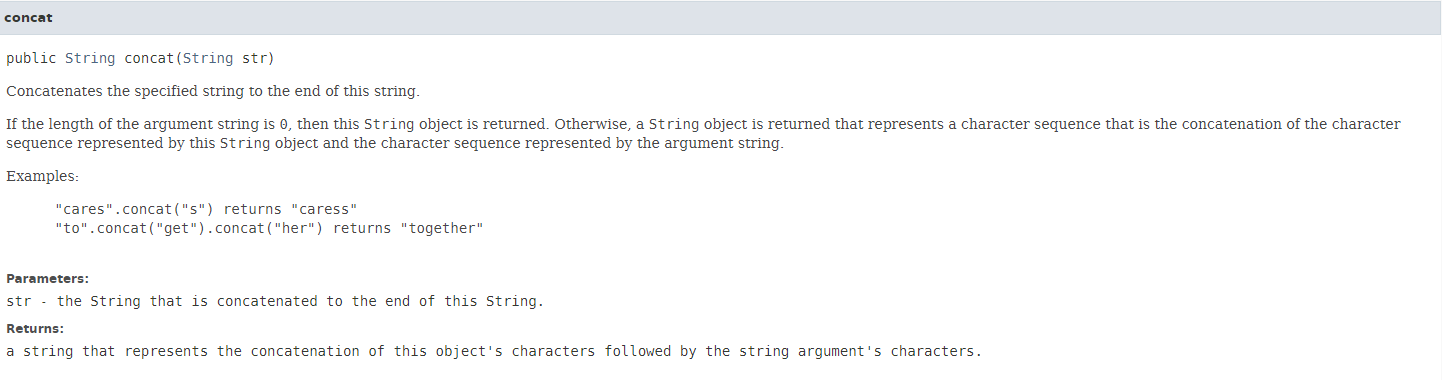 concat
public String concat(String str)
Concatenates the specified string to the end of this string.
If the length of the argument string is 0, then this String object is returned. Otherwise, a String object is returned that represents a character sequence that is the concatenation of the character
sequence represented by this String object and the character sequence represented by the argument string.
Examples:
"cares".concat("s") returns "caress"
"to".concat("get").concat("her") returns "together"
Parameters:
str - the String that is concatenated to the end of this String.
Returns:
a string that represents the concatenation of this object's characters followed by the string argument's characters.